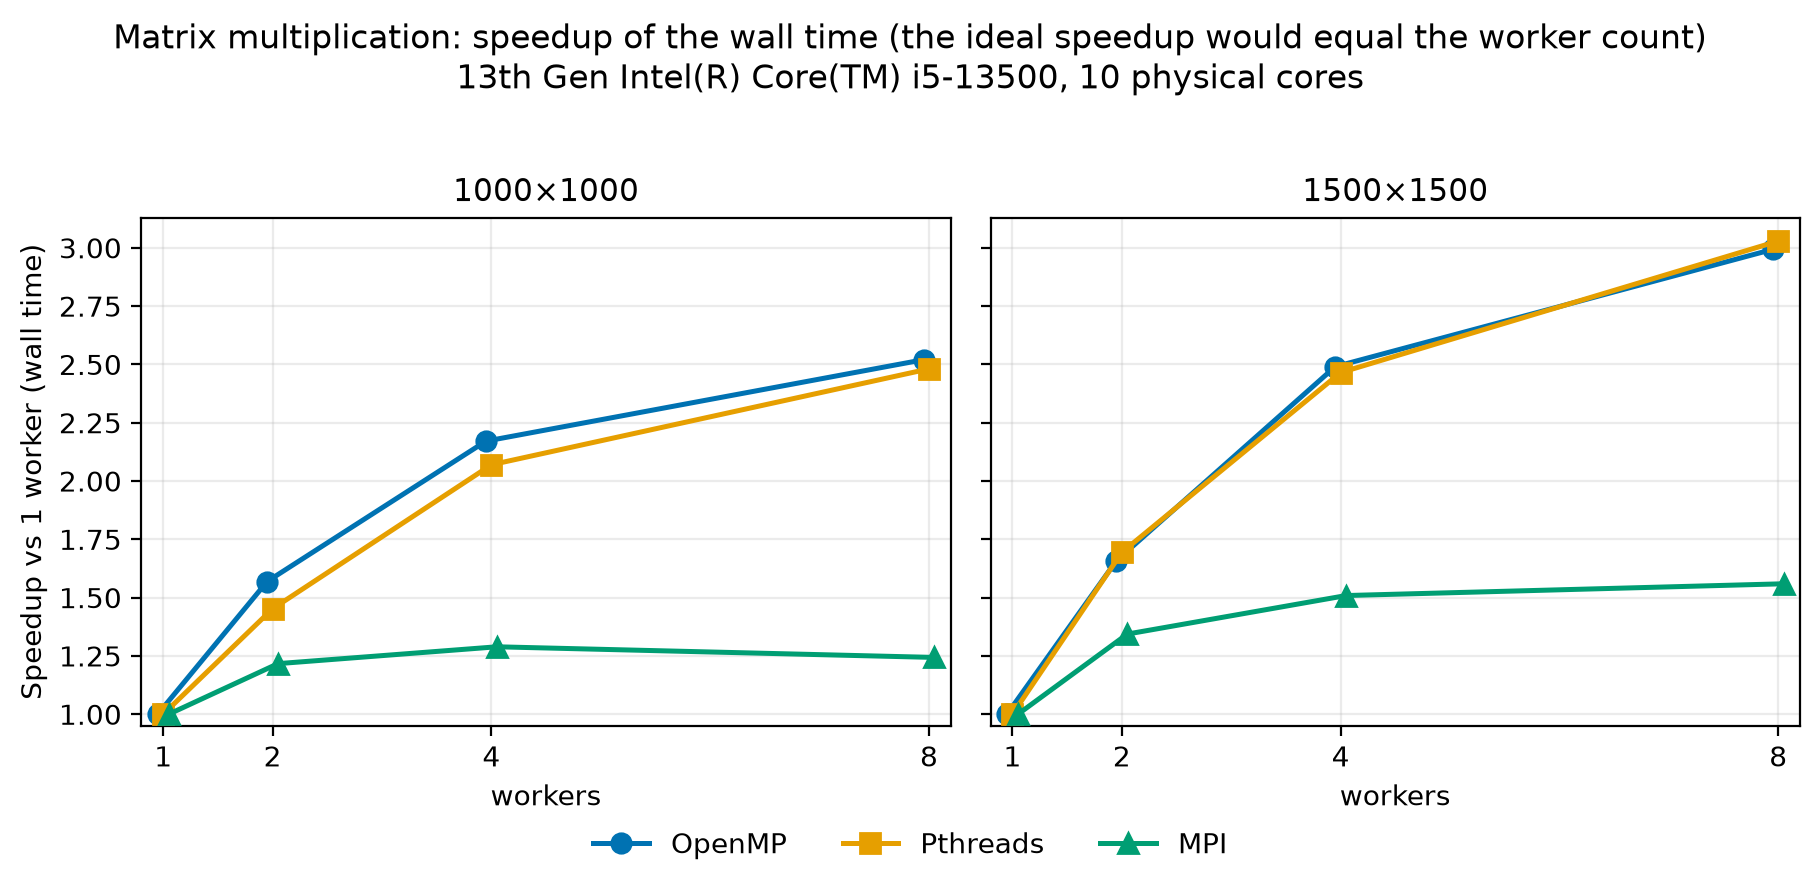 Matrix multiplication: speedup of the wall time (the ideal speedup would equal the worker count)
13th Gen Intel(R) Core(TM) i5-13500, 10 physical cores
1000×1000
1500×1500
Speedup vs 1 worker (wall time)
3.00
2.75
2.50
2.25
2.00
1.75
1.50
1.25
1.00
1 2 4 8
1 2 4 8
workers
workers
OpenMP Pthreads MPI